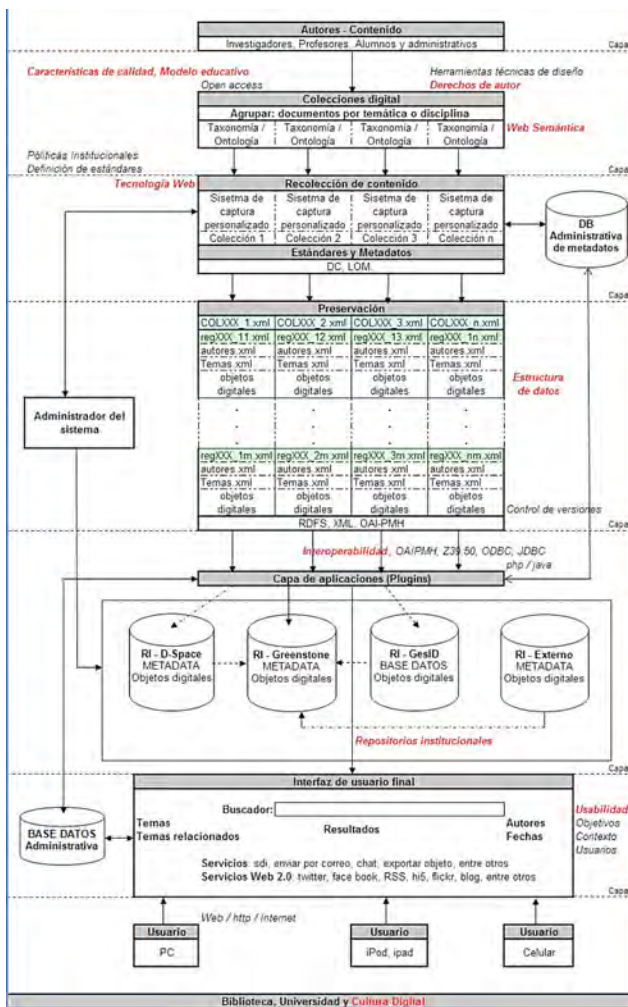 Autores - Contenido
Investigadores, Profesores, Alumnos y administrativos
Capa
Características de calidad, Modelo educativo
Open access
Herramientas técnicas de diseño
Derechos de autor
Colecciones digital
Agrupar: documentos por temática o disciplina
Taxonomía / Taxonomía / Taxonomía / Taxonomía /
Ontología Ontología Ontología Ontología
Web Semántica
Pólíticas institucionales
Definición de estándares
Capa
Tecnología Web
Recolección de contenido
Sisetma de Sisetma de Sisetma de Sisetma de
captura captura captura captura
personalizado personalizado personalizado personalizado
Colección 1 Colección 2 Colección 3 Colección n
DB
Administrativa
de metadatos
Estándares y Metadatos
DC, LOM.
Capa
Preservación
COLXXX_1.xml COLXXX_2.xml COLXXX_3.xml COLXXX_n.xml
regXXX_11.xml regXXX_12.xml regXXX_13.xml regXXX_1n.xml
autores.xml autores.xml autores.xml autores.xml
Temas.xml Temas.xml Temas.xml Temas.xml
objetos objetos objetos objetos
digitales digitales digitales digitales
Estructura
de datos
Administrador del
sistema
. . . .
. . . .
regXXX_1m.xml regXXX_2m.xml regXXX_3m.xml regXXX_nm.xml
autores.xml autores.xml autores.xml autores.xml
Temas.xml Temas.xml Temas.xml Temas.xml
objetos objetos objetos objetos
digitales digitales digitales digitales
Control de versiones
RDFS, XML. OAI-PMH
Capa
Interoperabilidad, OAIPMH, Z39.50, ODBC, JDBC
php / java
Capa de aplicaciones (Plugins)
RI - D-Space RI - Greenstone RI - GesID RI - Externo
METADATA METADATA BASE DATOS METADATA
Objetos digitales Objetos digitales Objetos digitales Objetos digitales
Repositorios institucionales
Capa
Interfaz de usuario final
Buscador:
Temas
Temas relacionados
Resultados
Autores
Fechas
Usabilidad
Objetivos
Contexto
Usuarios
BASE DATOS
Administrativa
Servicios: sdi, enviar por correo, chat, exportar objeto, entre otros
Servicios Web 2.0: twitter, face book, RSS, hi5, flickr, blog, entre otros
Capa
Web / http / internet
Usuario Usuario Usuario
PC iPod, ipad Celular
Biblioteca, Universidad y Cultura Digital